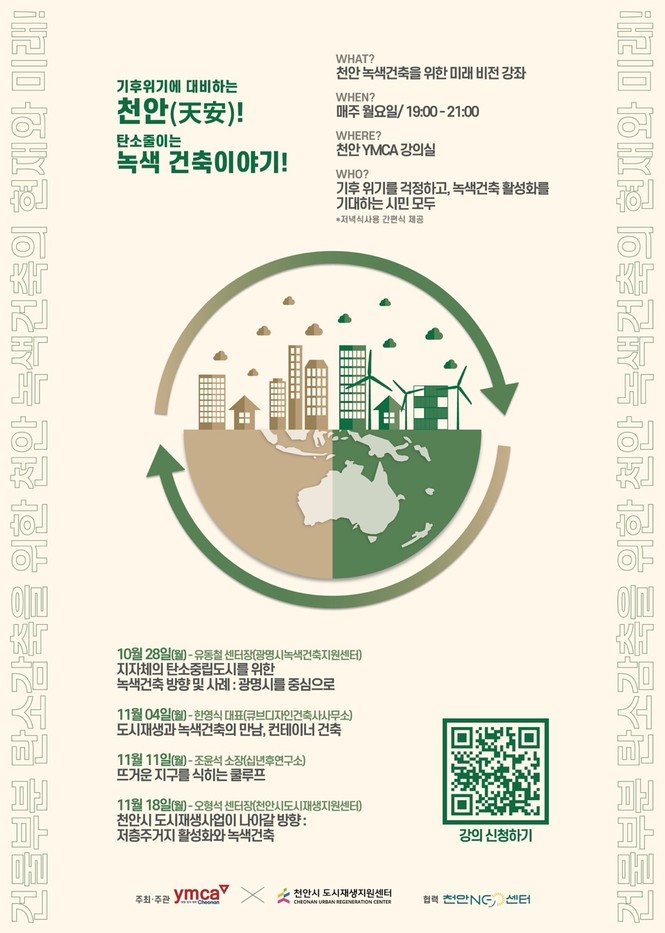 기후위기에 대비하는
천안(天安)!
탄소줄이는
녹색 건축이야기!
WHAT?
천안 녹색건축을 위한 미래 비전 강좌
WHEN?
매주 월요일/ 19:00 - 21:00
WHERE?
천안 YMCA 강의실
WHO?
기후 위기를 걱정하고, 녹색건축 활성화를
기대하는 시민 모두
*저녁식사용 간편식 제공
건물부분 탄소감축을 위한 천안 녹색건축의 현재와 미래!
건물부분 탄소감축을 위한 천안 녹색건축의 현재와 미래!
10월 28일(월) - 유동철 센터장(광명시녹색건축지원센터)
지자체의 탄소중립도시를 위한
녹색건축 방향 및 사례 : 광명시를 중심으로
11월 04일(월) - 한영식 대표(큐브디자인건축사사무소)
도시재생과 녹색건축의 만남, 컨테이너 건축
11월 11일(월) - 조윤석 소장(십년후연구소)
뜨거운 지구를 식히는 쿨루프
11월 18일(월) - 오형석 센터장(천안시도시재생지원센터)
천안시 도시재생사업이 나아갈 방향 :
저층주거지 활성화와 녹색건축
강의 신청하기
주최·주관 ymca Cheonan
천안시 도시재생지원센터
CHEONAN URBAN REGENERATION CENTER
협력 천안NGO센터